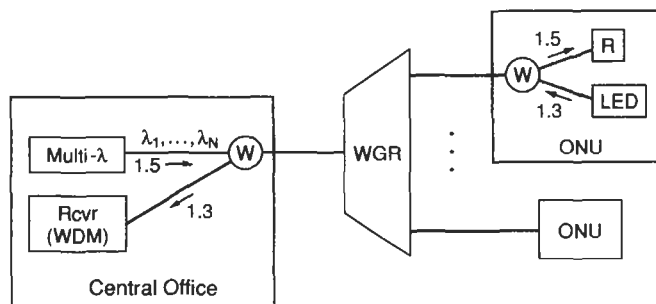 Multi-λ
λ1,...,λN
1.5
W
Rcvr
(WDM)
1.3
Central Office
WGR
W
1.5
R
1.3
LED
ONU
ONU